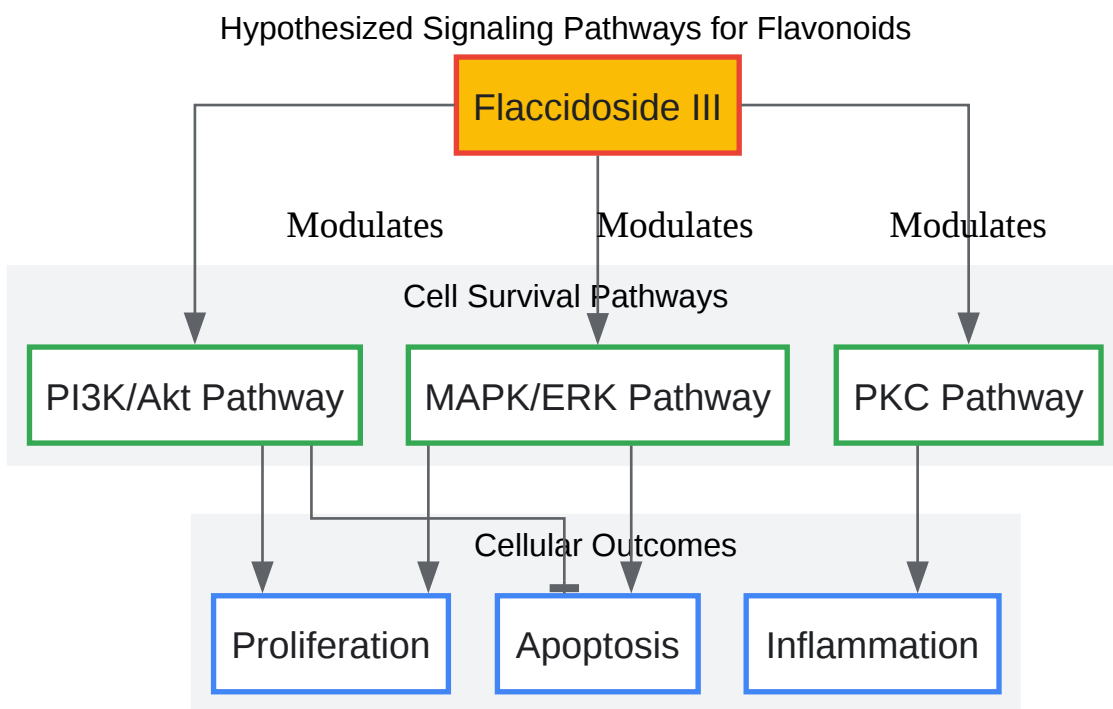 Hypothesized Signaling Pathways for Flavonoids
Flaccidoside III
Modulates Modulates Modulates
Cell Survival Pathways
PI3K/Akt Pathway MAPK/ERK Pathway PKC Pathway
Cellular Outcomes
Proliferation Apoptosis Inflammation